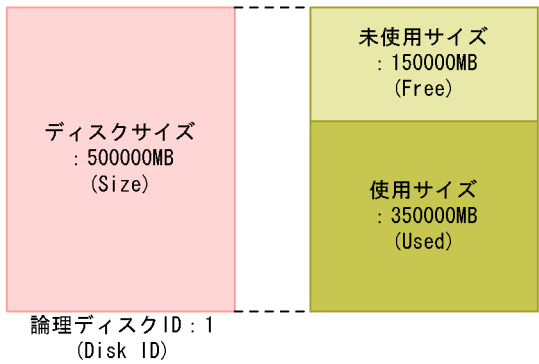 ディスクサイズ
：500000MB
(Size)
未使用サイズ
：150000MB
(Free)
使用サイズ
：350000MB
(Used)
論理ディスクID：1
(Disk ID)